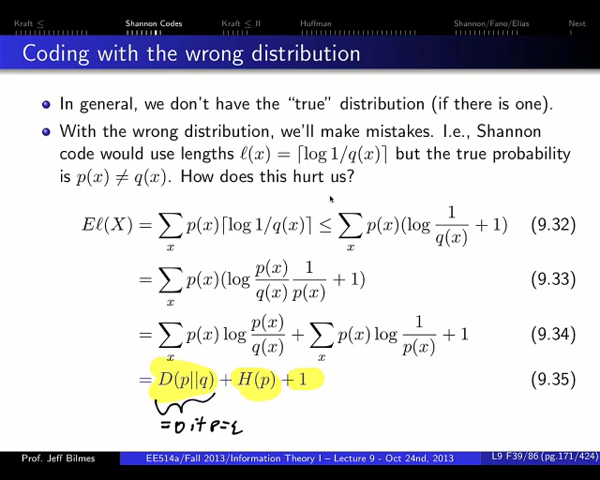 Kraft ≤ Shannon Codes Kraft ≤ II Huffman Shannon/Fano/Elias Next
Coding with the wrong distribution
In general, we don't have the “true” distribution (if there is one).
With the wrong distribution, we'll make mistakes. I.e., Shannon
code would use lengths ℓ(x) = ⌈log 1/q(x)⌉ but the true probability
is p(x) ≠ q(x). How does this hurt us?
Eℓ(X) = ∑_x p(x)⌈log 1/q(x)⌉ ≤ ∑_x p(x)(log 1/q(x) + 1) (9.32)
= ∑_x p(x)(log p(x)/q(x) 1/p(x) + 1) (9.33)
= ∑_x p(x) log p(x)/q(x) + ∑_x p(x) log 1/p(x) + 1 (9.34)
= D(p||q) + H(p) + 1 (9.35)
=0 if p=q
Prof. Jeff Bilmes EE514a/Fall 2013/Information Theory I – Lecture 9 - Oct 24nd, 2013 L9 F39/86 (pg.171/424)